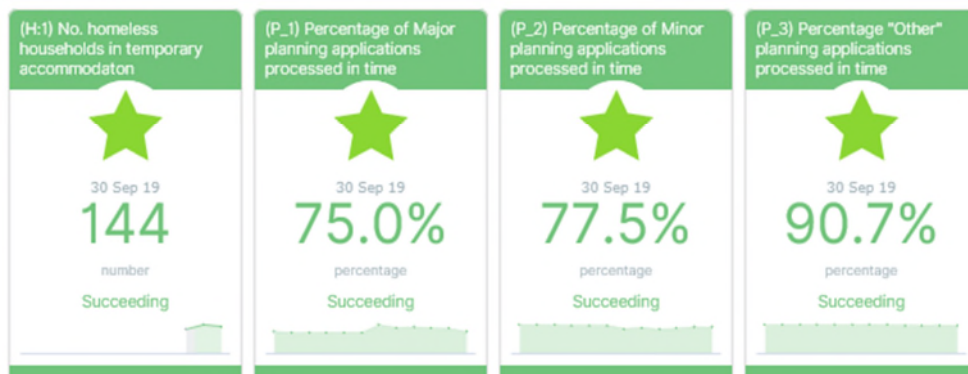 (H:1) No. homeless
households in temporary
accommodaton
30 Sep 19
144
number
Succeeding
(P_1) Percentage of Major
planning applications
processed in time
30 Sep 19
75.0%
percentage
Succeeding
(P_2) Percentage of Minor
planning applications
processed in time
30 Sep 19
77.5%
percentage
Succeeding
(P_3) Percentage "Other"
planning applications
processed in time
30 Sep 19
90.7%
percentage
Succeeding